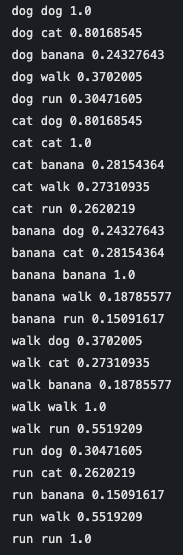 dog dog 1.0
dog cat 0.80168545
dog banana 0.24327643
dog walk 0.3702005
dog run 0.30471605
cat dog 0.80168545
cat cat 1.0
cat banana 0.28154364
cat walk 0.27310935
cat run 0.2620219
banana dog 0.24327643
banana cat 0.28154364
banana banana 1.0
banana walk 0.18785577
banana run 0.15091617
walk dog 0.3702005
walk cat 0.27310935
walk banana 0.18785577
walk walk 1.0
walk run 0.5519209
run dog 0.30471605
run cat 0.2620219
run banana 0.15091617
run walk 0.5519209
run run 1.0